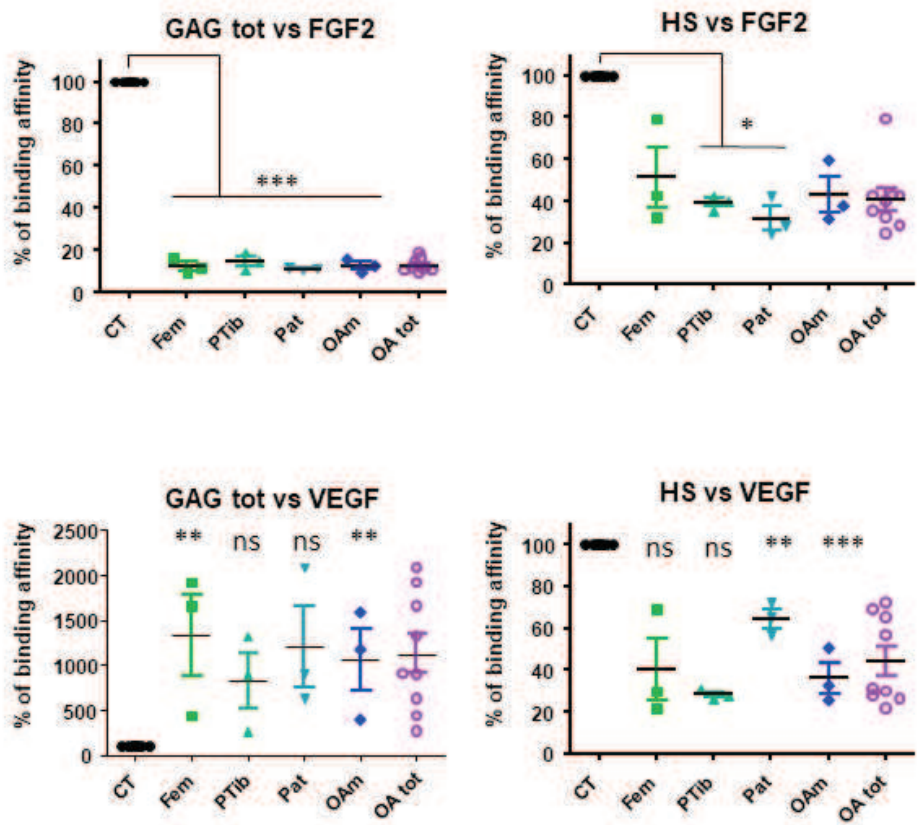 GAG tot vs FGF2
% of binding affinity
100
80
60
40
20
0
***
CT
Fem
PTib
Pat
OAm
OA tot
HS vs FGF2
% of binding affinity
100
80
60
40
20
0
*
CT
Fem
PTib
Pat
OAm
OA tot
GAG tot vs VEGF
% of binding affinity
2500
2000
1500
1000
500
0
** ns ns **
CT
Fem
PTib
Pat
OAm
OA tot
HS vs VEGF
% of binding affinity
100
80
60
40
20
0
ns ns ** ***
CT
Fem
PTib
Pat
OAm
OA tot